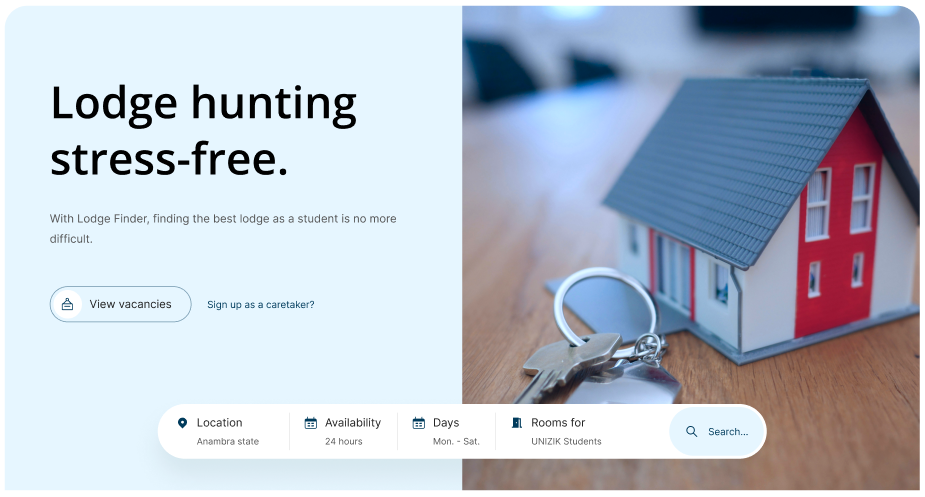 Lodge hunting
stress-free.
With Lodge Finder, finding the best lodge as a student is no more
difficult.
View vacancies
Sign up as a caretaker?
Location
Anambra state
Availability
24 hours
Days
Mon. - Sat.
Rooms for
UNIZIK Students
Search...